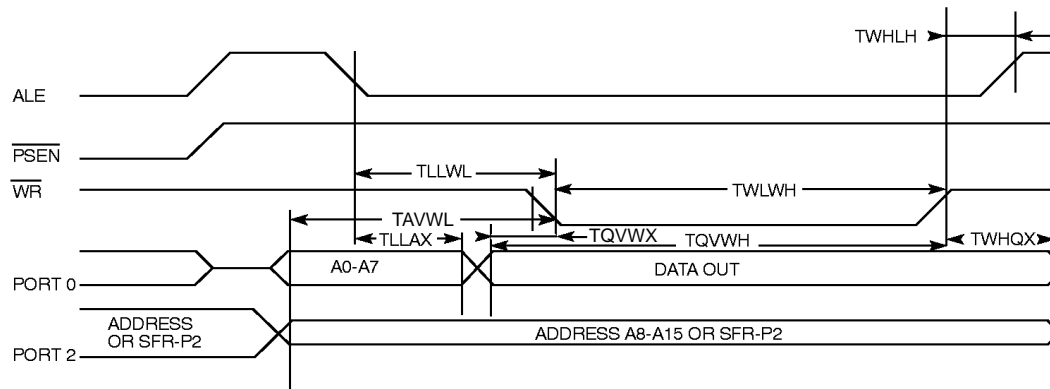 TWHLH
ALE
PSEN
TLLWL
WR
TWLWH
TAVWL
TLLAX
TQVWX
TQVWH
TWHQX
A0-A7
DATA OUT
PORT 0
ADDRESS
OR SFR-P2
ADDRESS A8-A15 OR SFR-P2
PORT 2